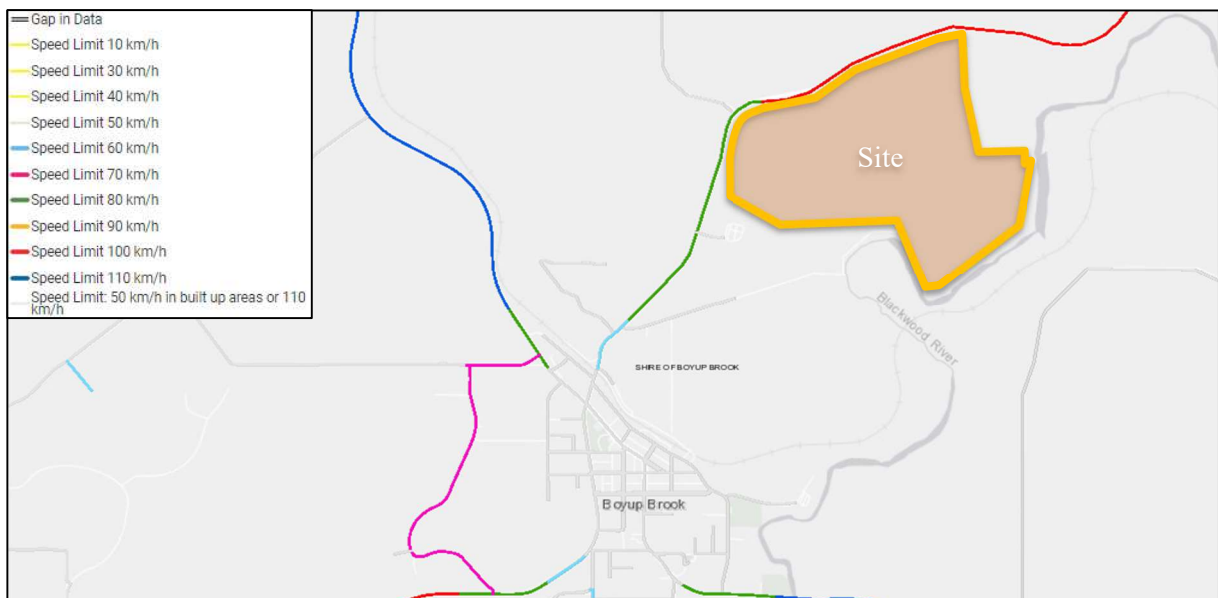 Gap in Data
Speed Limit 10 km/h
Speed Limit 30 km/h
Speed Limit 40 km/h
Speed Limit 50 km/h
Speed Limit 60 km/h
Speed Limit 70 km/h
Speed Limit 80 km/h
Speed Limit 90 km/h
Speed Limit 100 km/h
Speed Limit 110 km/h
Speed Limit: 50 km/h in built up areas or 110
km/h
Site
Blackwood River
SHIRE OF BOYUP BROOK
Boyup Brook